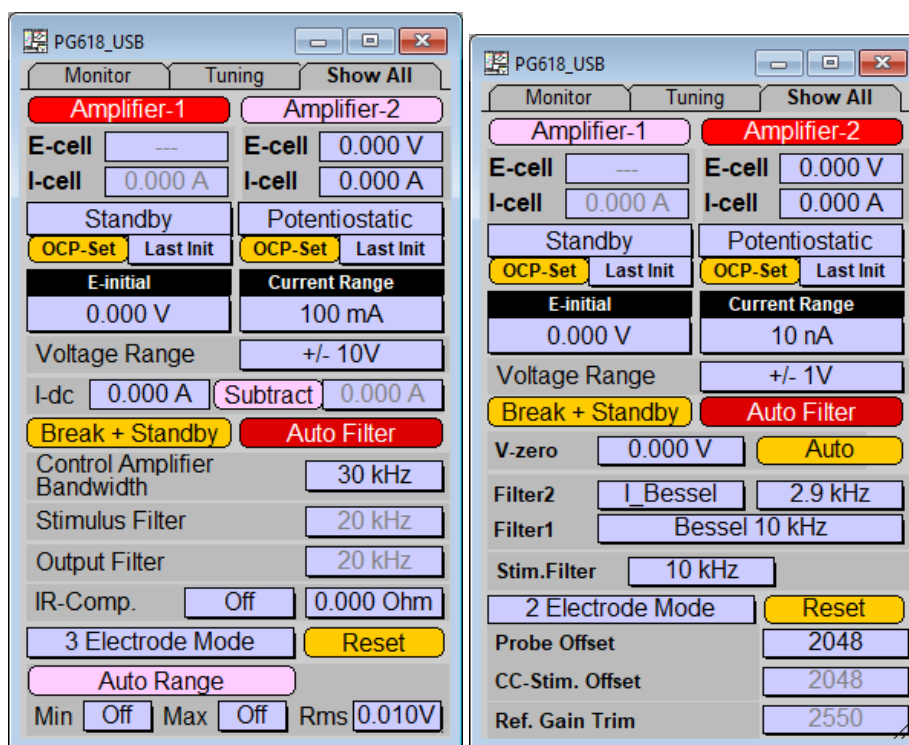 PG618_USB
Monitor Tuning Show All
Amplifier-1 Amplifier-2
E-cell --- E-cell 0.000 V
I-cell 0.000 A I-cell 0.000 A
Standby Potentiostatic
OCP-Set Last Init OCP-Set Last Init
E-initial Current Range
0.000 V 100 mA
Voltage Range +/- 10V
I-dc 0.000 A Subtract 0.000 A
Break + Standby Auto Filter
Control Amplifier
Bandwidth 30 kHz
Stimulus Filter 20 kHz
Output Filter 20 kHz
IR-Comp. Off 0.000 Ohm
3 Electrode Mode Reset
Auto Range
Min Off Max Off Rms 0.010V
PG618_USB
Monitor Tuning Show All
Amplifier-1 Amplifier-2
E-cell --- E-cell 0.000 V
I-cell 0.000 A I-cell 0.000 A
Standby Potentiostatic
OCP-Set Last Init OCP-Set Last Init
E-initial Current Range
0.000 V 10 nA
Voltage Range +/- 1V
Break + Standby Auto Filter
V-zero 0.000 V Auto
Filter2 I_Bessel 2.9 kHz
Filter1 Bessel 10 kHz
Stim.Filter 10 kHz
2 Electrode Mode Reset
Probe Offset 2048
CC-Stim. Offset 2048
Ref. Gain Trim 2550